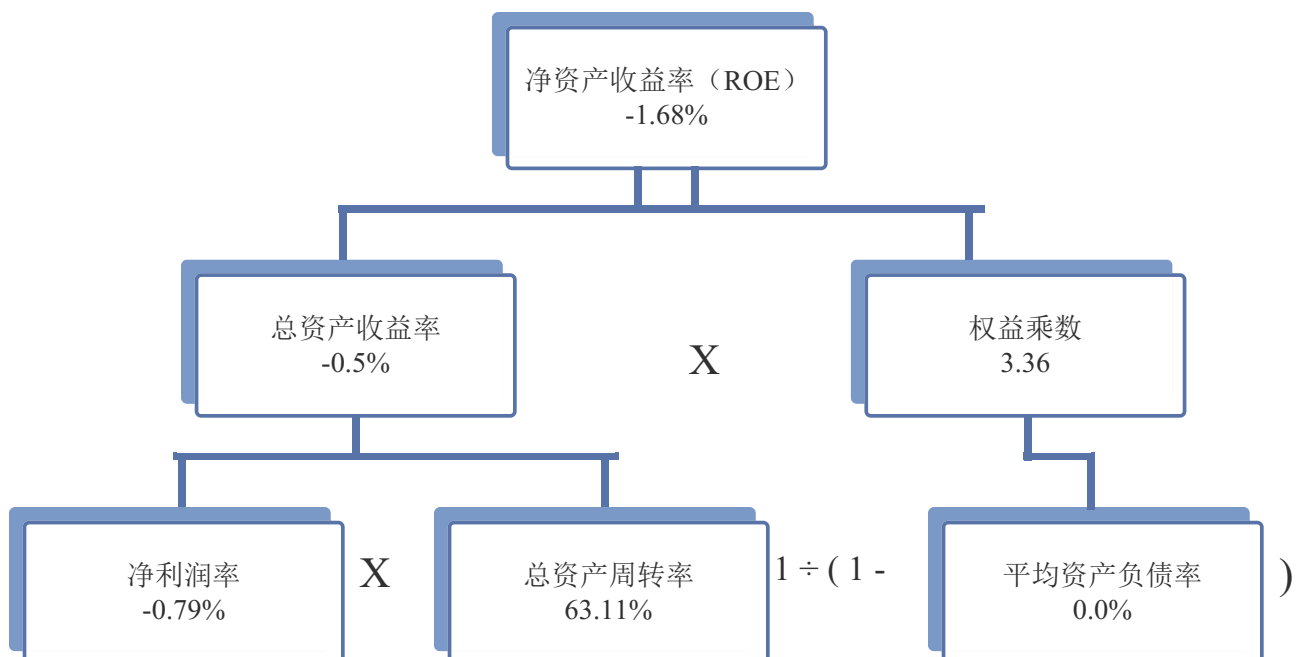 净资产收益率（ROE）
-1.68%
总资产收益率
-0.5%
X
权益乘数
3.36
净利润率
-0.79%
X
总资产周转率
63.11%
1 ÷ ( 1 -
平均资产负债率
0.0%
)